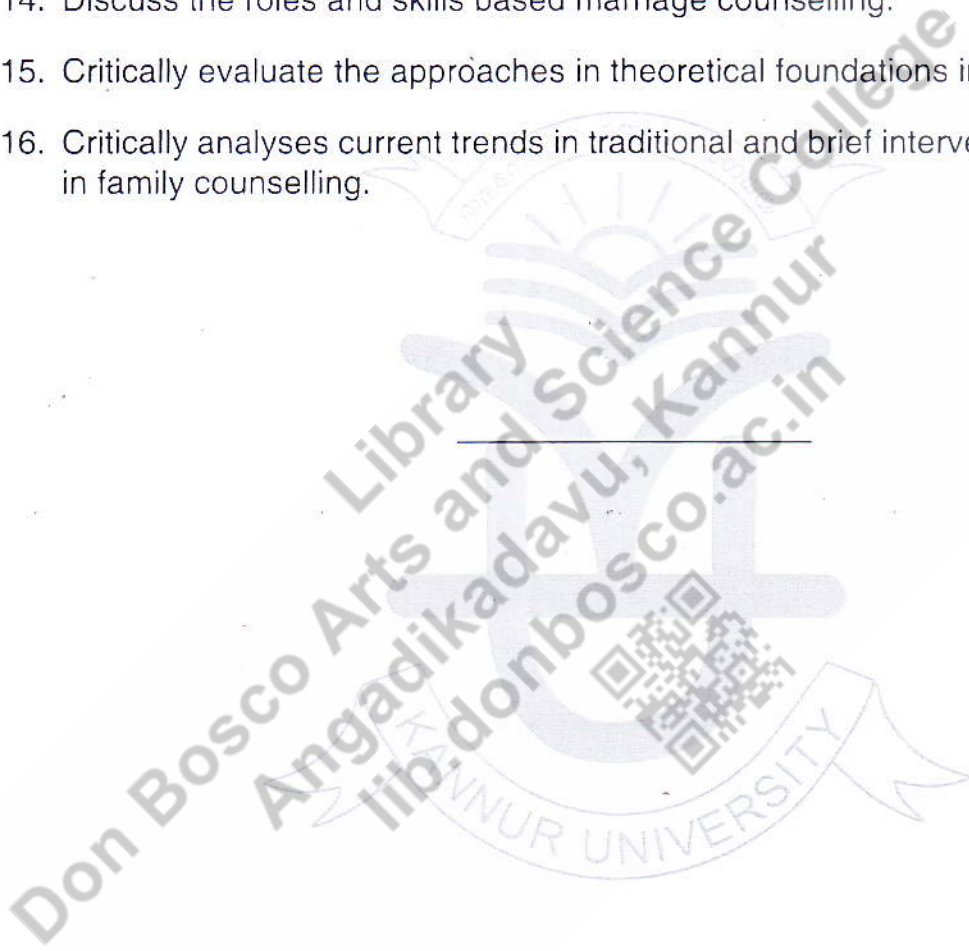 14. Discuss the roles and skills based marriage counselling.
15. Critically evaluate the approaches in theoretical foundations
16. Critically analyses current trends in traditional and brief
in family counselling.
Library
Don Bosco Arts and Science College
Angadikadavu, Kannur
lib.donbosco.ac.in
KANNUR UNIVERSITY